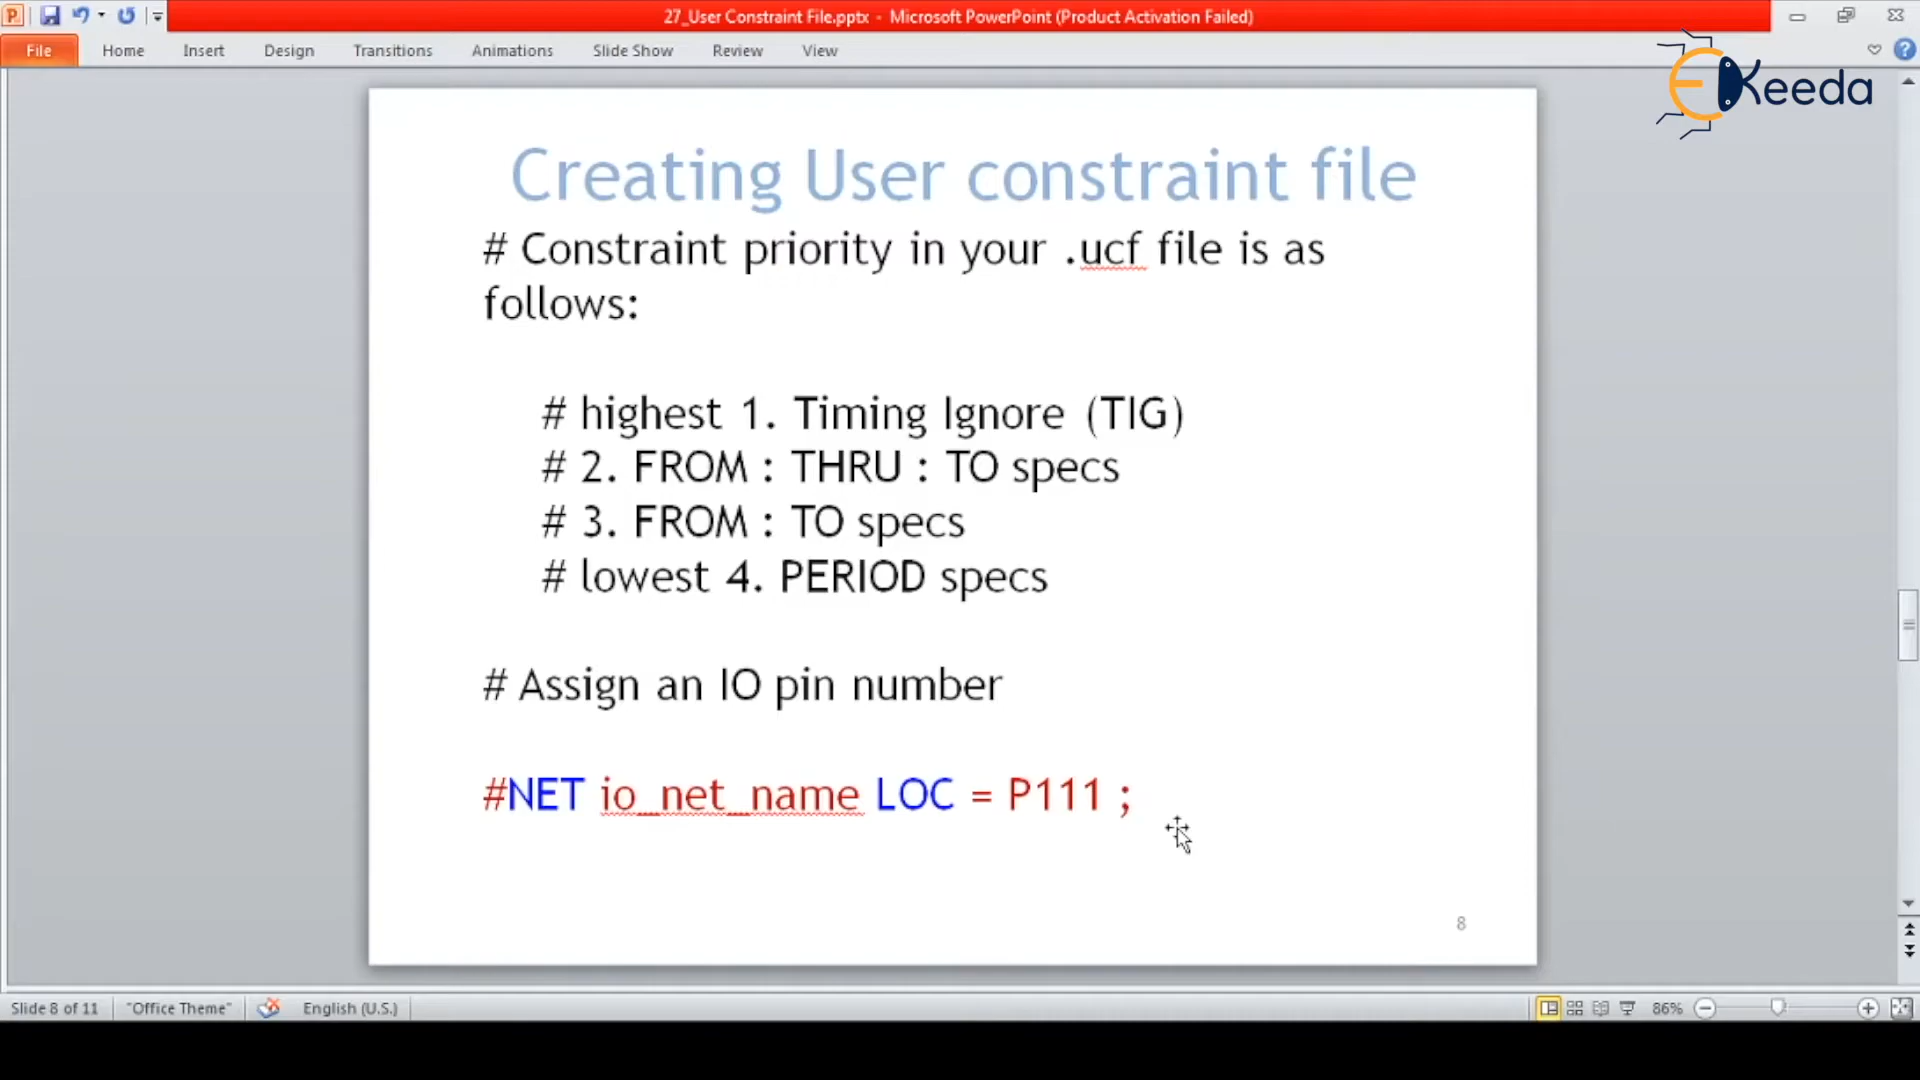 27_User Constraint File.pptx - Microsoft PowerPoint (Product Activation Failed)
File Home Insert Design Transitions Animations Slide Show Review View
EKeeda
Creating User constraint file
# Constraint priority in your .ucf file is as
follows:
# highest 1. Timing Ignore (TIG)
# 2. FROM : THRU : TO specs
# 3. FROM : TO specs
# lowest 4. PERIOD specs
# Assign an IO pin number
#NET io_net_name LOC = P111 ;
8
Slide 8 of 11 "Office Theme" English (U.S.) 86%